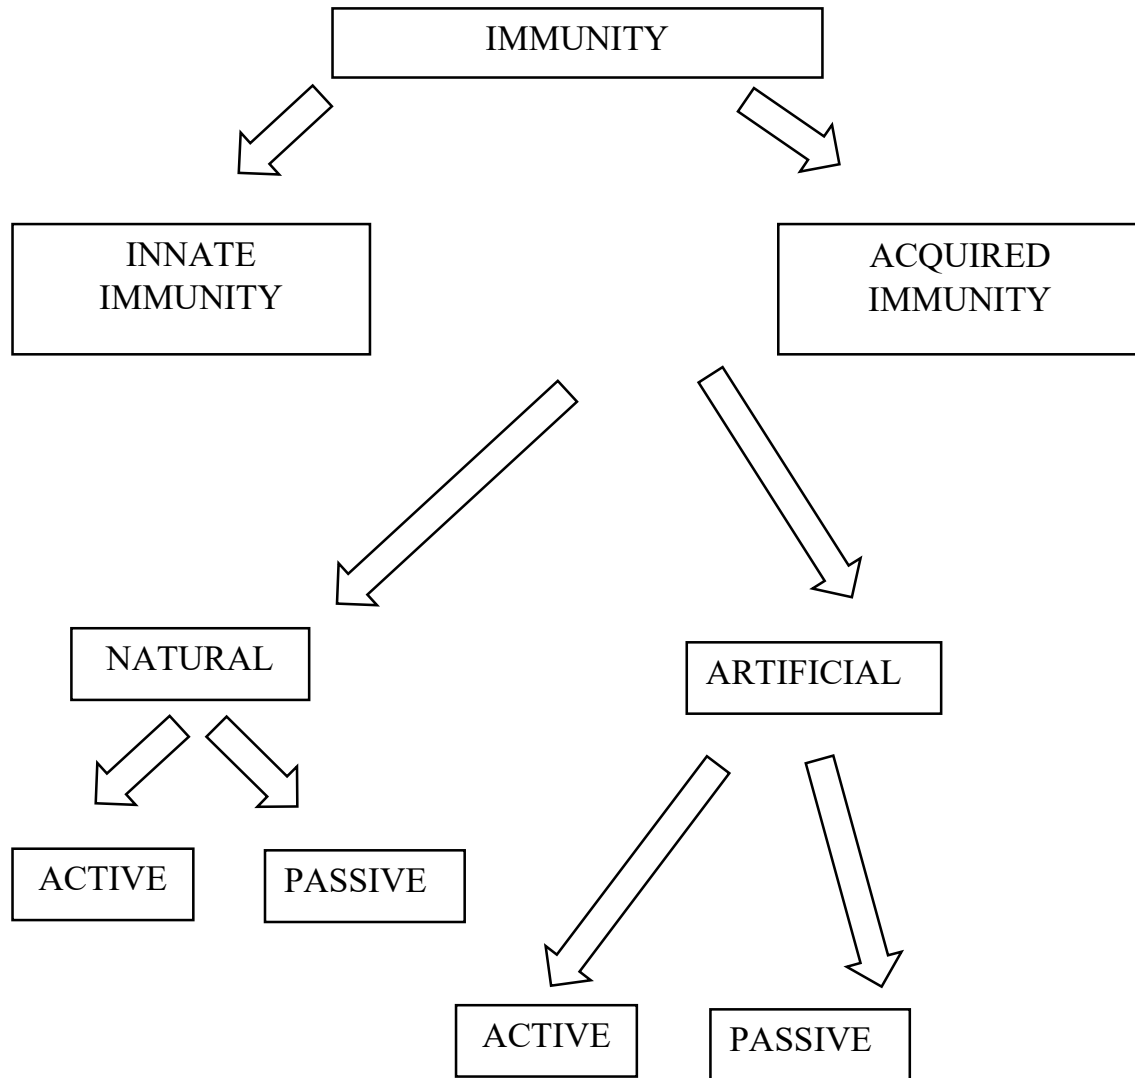 IMMUNITY
INNATE
IMMUNITY
ACQUIRED
IMMUNITY
NATURAL
ARTIFICIAL
ACTIVE
PASSIVE
ACTIVE
PASSIVE